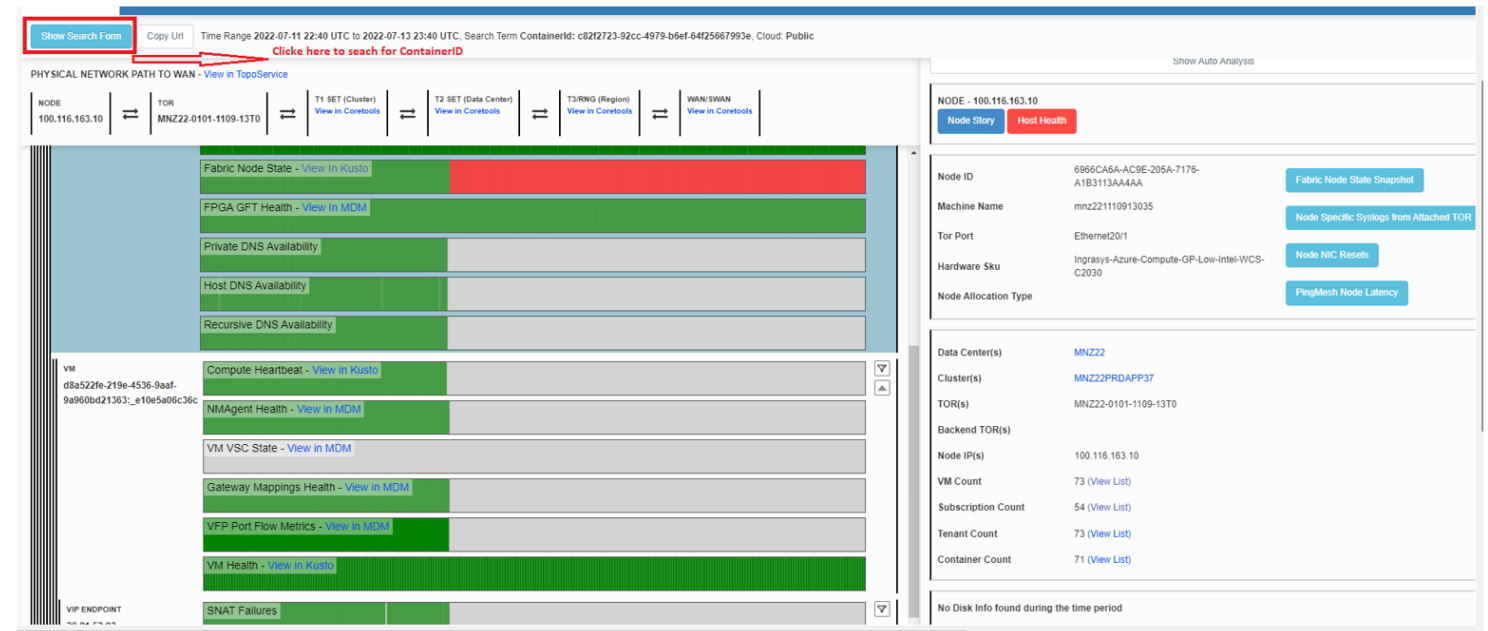 Show Search Form
Copy Url
Time Range 2022-07-11 22:40 UTC to 2022-07-13 23:40 UTC, Search Term ContainerId: c82f2723-92cc-4979-b6ef-64f25667993e, Cloud: Public
Clicke here to seach for ContainerID
PHYSICAL NETWORK PATH TO WAN - View in TopoService
NODE
100.116.163.10
TOR
MNZ22-0101-1109-13T0
T1 SET (Cluster)
View in Coretools
T2 SET (Data Center)
View in Coretools
T3/RNG (Region)
View in Coretools
WAN/SWAN
View in Coretools
Fabric Node State - View In Kusto
FPGA GFT Health - View In MDM
Private DNS Availability
Host DNS Availability
Recursive DNS Availability
VM
d8a522fe-219e-4536-9aaf-
9a960bd21363:_e10e5a06c36c
Compute Heartbeat - View in Kusto
NMAgent Health - View in MDM
VM VSC State - View in MDM
Gateway Mappings Health - View in MDM
VFP Port Flow Metrics - View in MDM
VM Health - View in Kusto
VIP ENDPOINT
SNAT Failures
Show Auto Analysis
NODE - 100.116.163.10
Node Story
Host Health
Node ID
6966CA6A-AC9E-205A-7176-
A1B3113AA4AA
Fabric Node State Snapshot
Machine Name
mnz221110913035
Node Specific Syslogs from Attached TOR
Tor Port
Ethernet20/1
Node NIC Resets
Hardware Sku
Ingrasys-Azure-Compute-GP-Low-Intel-WCS-
C2030
Node Allocation Type
PingMesh Node Latency
Data Center(s)
MNZ22
Cluster(s)
MNZ22PRDAPP37
TOR(s)
MNZ22-0101-1109-13T0
Backend TOR(s)
Node IP(s)
100.116.163.10
VM Count
73 (View List)
Subscription Count
54 (View List)
Tenant Count
73 (View List)
Container Count
71 (View List)
No Disk Info found during the time period